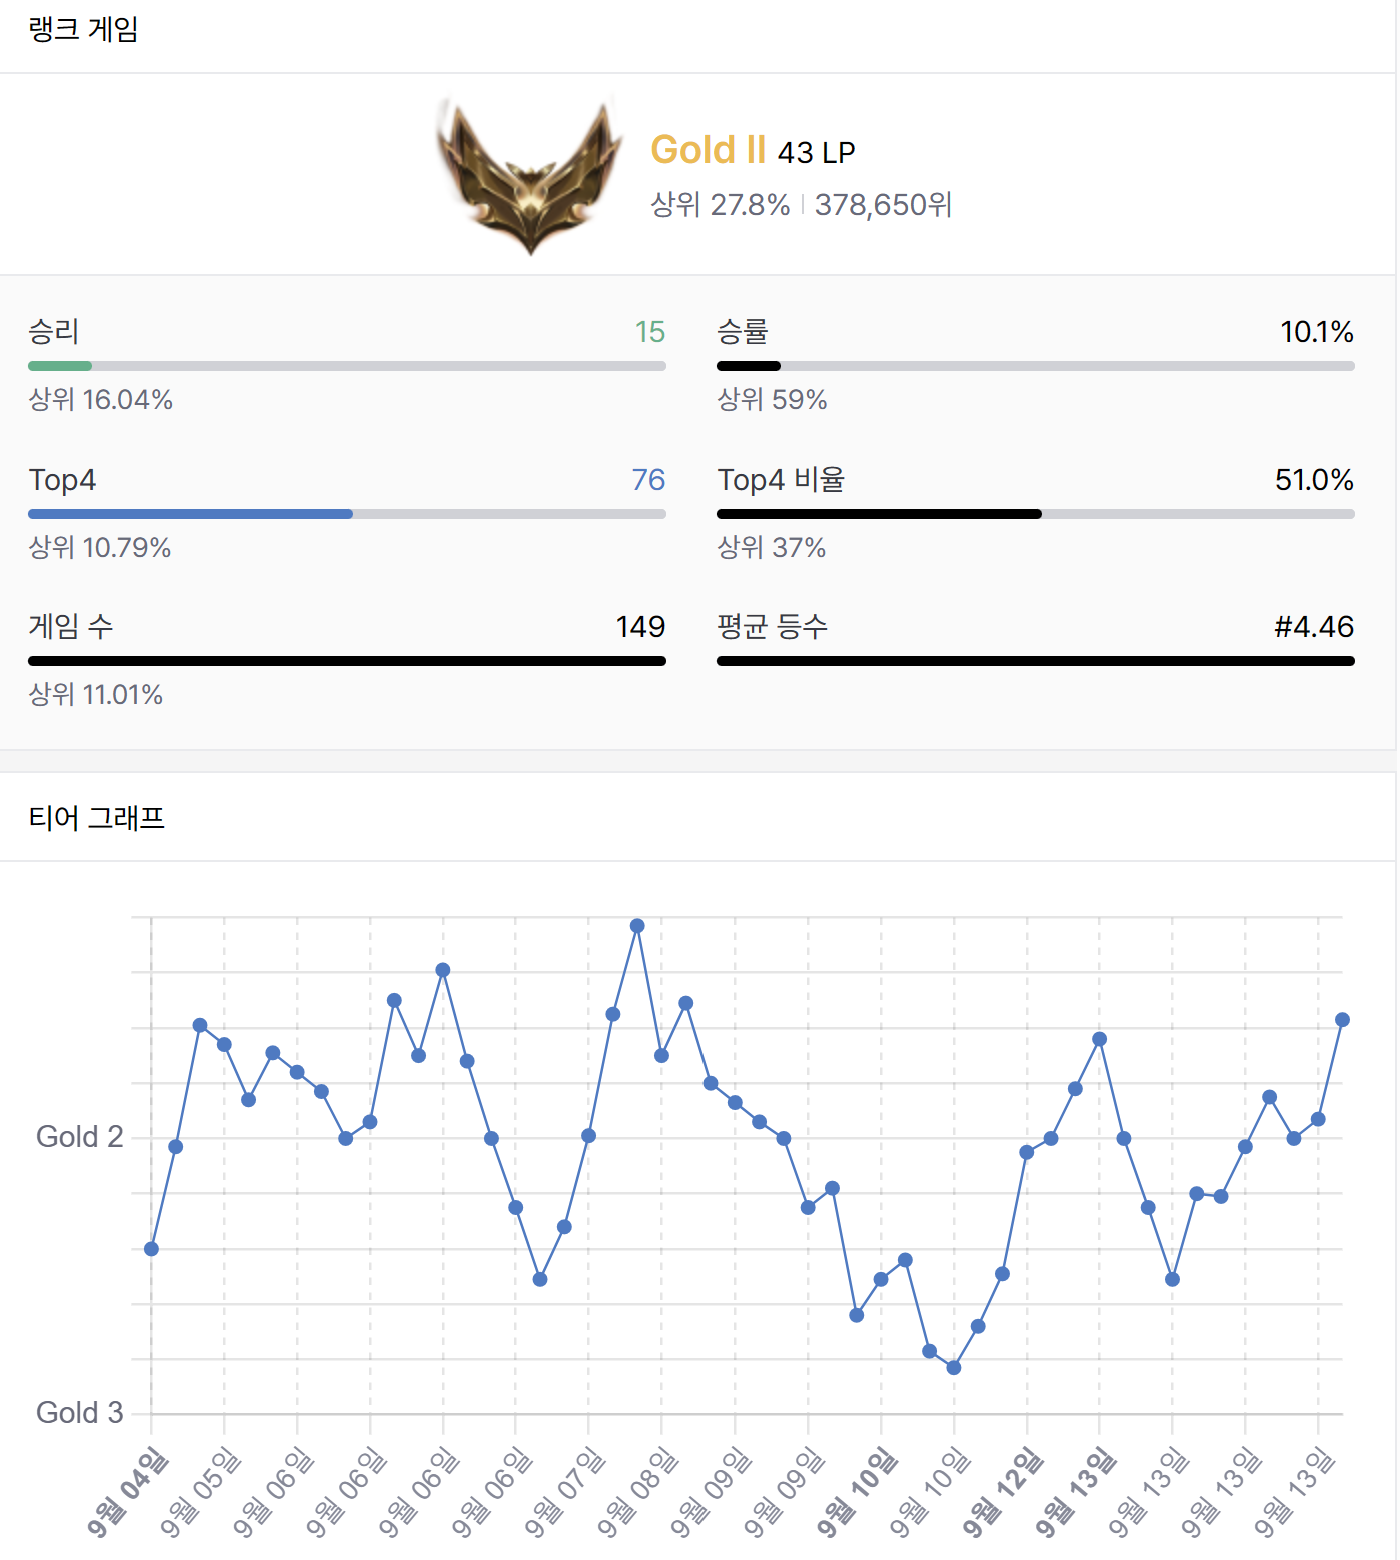 랭크 게임
Gold II 43 LP
상위 27.8% | 378,650위
승리 15
상위 16.04%
승률 10.1%
상위 59%
Top4 76
상위 10.79%
Top4 비율 51.0%
상위 37%
게임 수 149
상위 11.01%
평균 등수 #4.46
티어 그래프
Gold 2
Gold 3
9월 04일
9월 05일
9월 06일
9월 06일
9월 06일
9월 06일
9월 07일
9월 08일
9월 09일
9월 09일
9월 10일
9월 10일
9월 12일
9월 13일
9월 13일
9월 13일
9월 13일